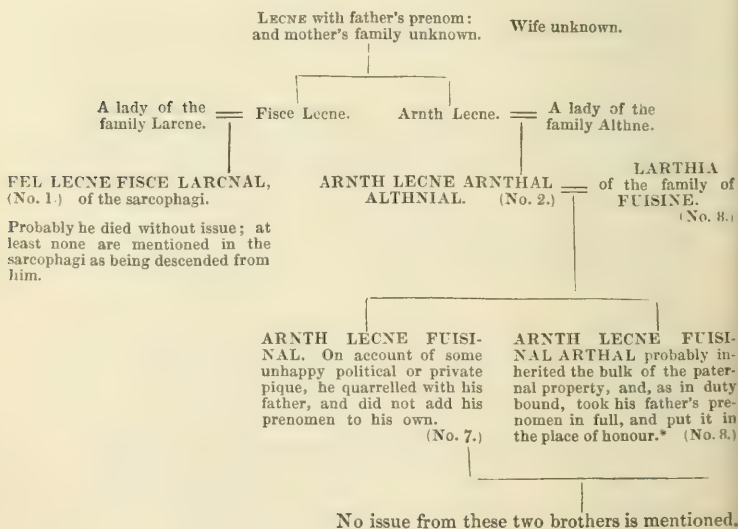 LECNE with father's prenom:
and mother's family unknown.
Wife unknown.
A lady of the
family Larcne.
Fisce Lecne.
Arnth Lecne.
A lady of the
family Althne.
FEL LECNE FISCE LARCNAL,
(No. 1.) of the sarcophagi.
Probably he died without issue; at
least none are mentioned in the
sarcophagi as being descended from
him.
ARNTH LECNE ARNTHAL
ALTHNIAL. (No. 2.)
LARTHIA
of the family of
FUISINE.
(No. 8.)
ARNTH LECNE FUISI-
NAL. On account of some
unhappy political or private
pique, he quarrelled with his
father, and did not add his
prenomen to his own.
(No. 7.)
ARNTH LECNE FUISI-
NAL ARTHAL probably in-
herited the bulk of the pater-
nal property, and, as in duty
bound, took his father's pre-
nomen in full, and put it in
the place of honour.* (No. 8.)
No issue from these two brothers is mentioned.